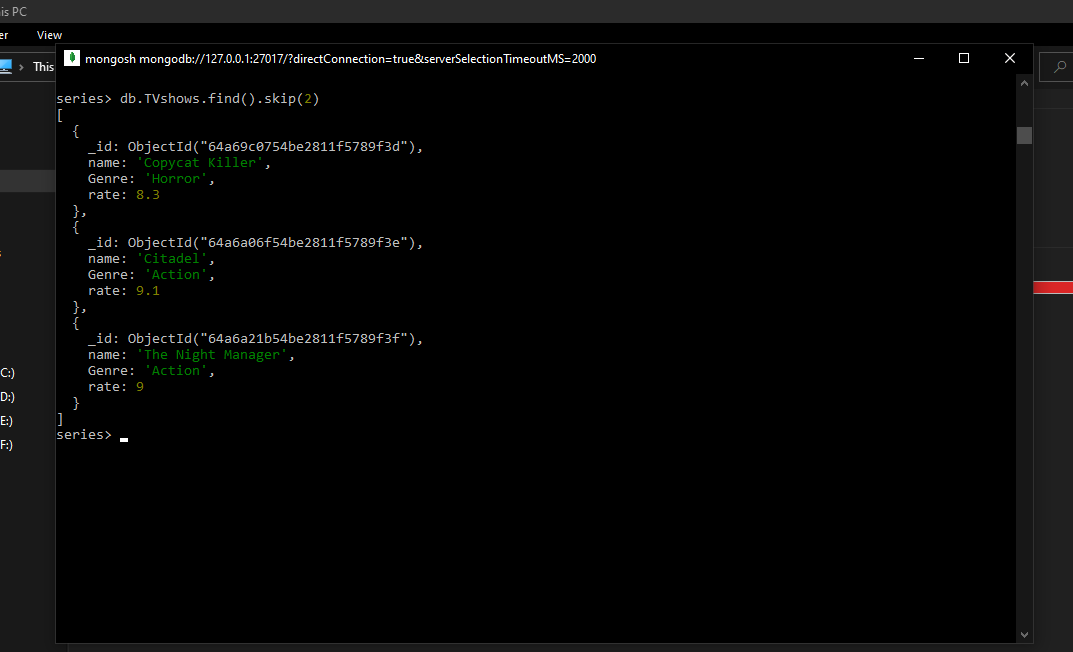 is PC
er View
This
mongosh mongodb://127.0.0.1:27017/?directConnection=true&serverSelectionTimeoutMS=2000
series> db.TVshows.find().skip(2)
[
  {
    _id: ObjectId("64a69c0754be2811f5789f3d"),
    name: 'Copycat Killer',
    Genre: 'Horror',
    rate: 8.3
  },
  {
    _id: ObjectId("64a6a06f54be2811f5789f3e"),
    name: 'Citadel',
    Genre: 'Action',
    rate: 9.1
  },
  {
    _id: ObjectId("64a6a21b54be2811f5789f3f"),
    name: 'The Night Manager',
    Genre: 'Action',
    rate: 9
  }
]
series>
C:)
D:)
E:)
F:)